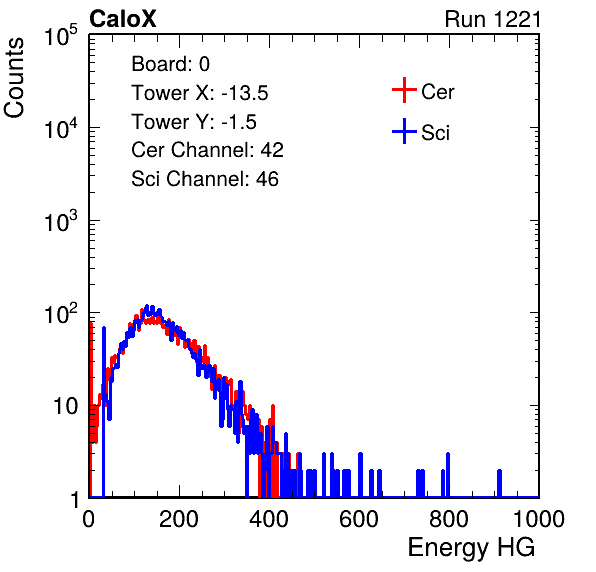 CaloX Run 1221
Counts
10^5
10^4
10^3
10^2
10
1
Board: 0
Tower X: -13.5
Tower Y: -1.5
Cer Channel: 42
Sci Channel: 46
Cer
Sci
0 200 400 600 800 1000
Energy HG